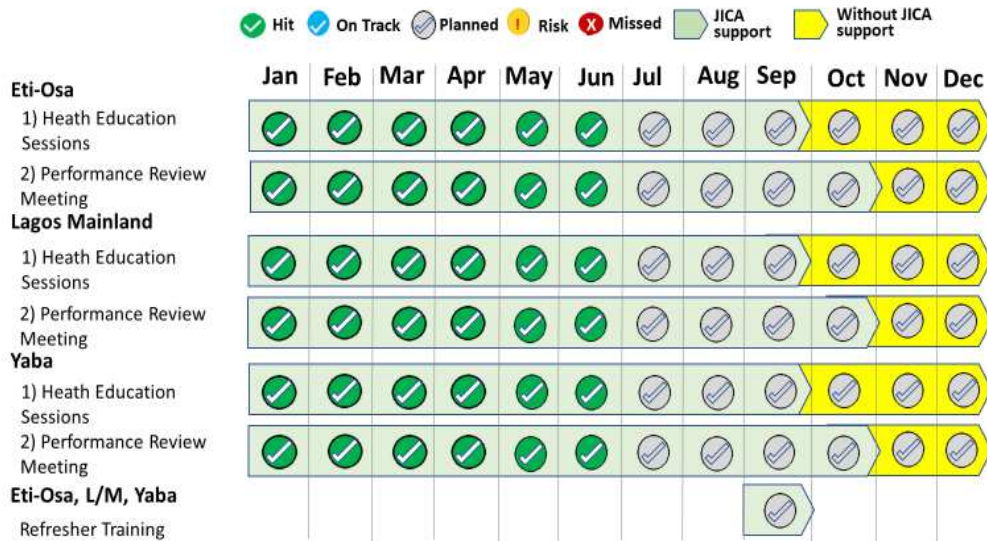 Hit On Track Planned ! Risk X Missed JICA support Without JICA support
Jan Feb Mar Apr May Jun Jul Aug Sep Oct Nov Dec
Eti-Osa
1) Heath Education
Sessions
2) Performance Review
Meeting
Lagos Mainland
1) Heath Education
Sessions
2) Performance Review
Meeting
Yaba
1) Heath Education
Sessions
2) Performance Review
Meeting
Eti-Osa, L/M, Yaba
Refresher Training